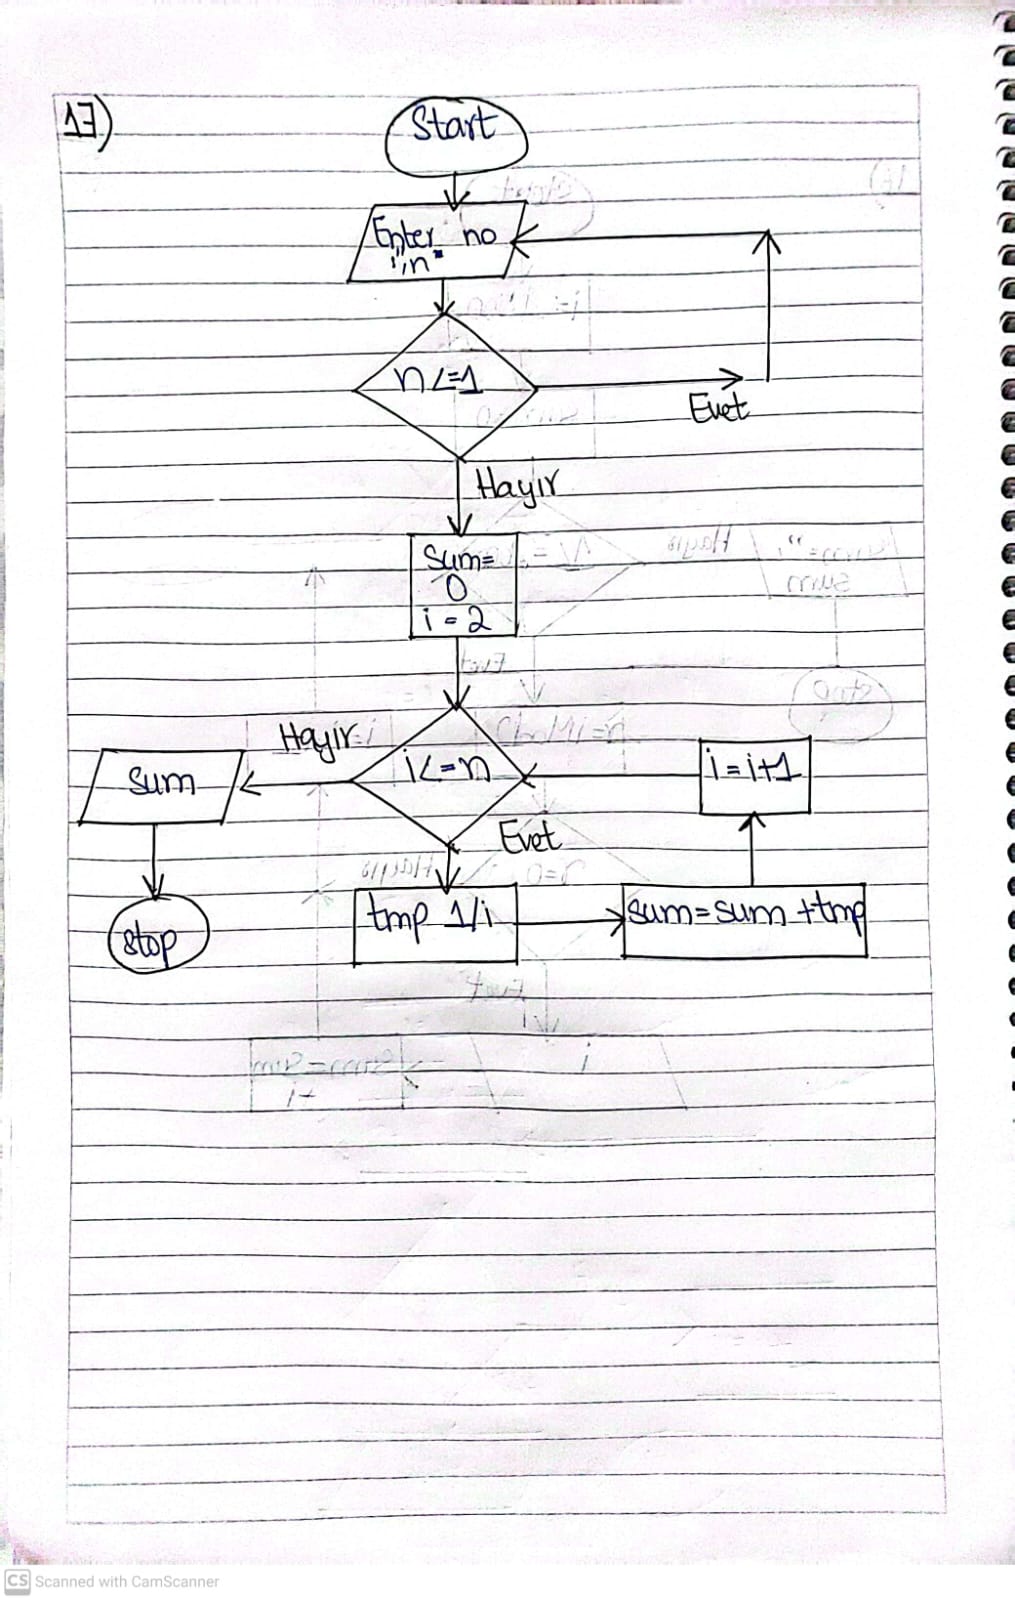 17)
Start
Enter no
"n"
n<=1
Evet
Hayır
Sum=
0
i=2
Hayır
i<=n
i=i+1
sum
Evet
tmp 1/i
sum=sum+tmp
stop
CS Scanned with CamScanner